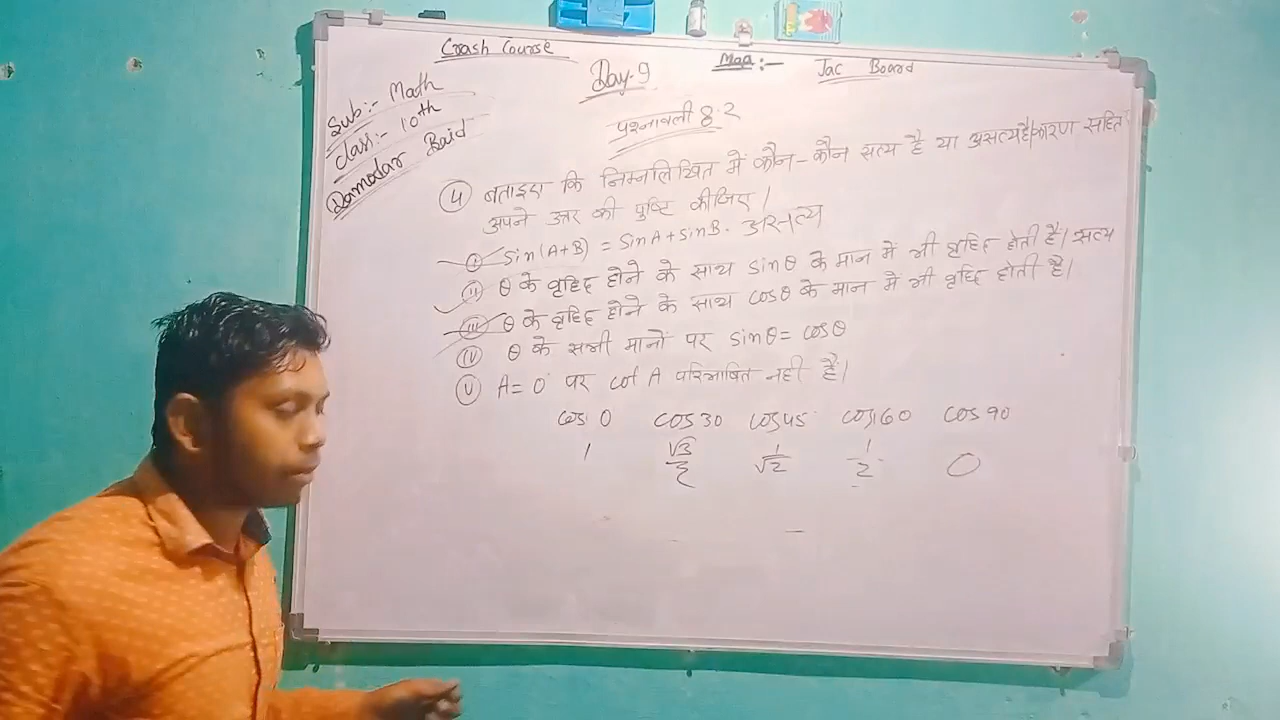 Crash Course
Day-9
Maa:- Jac Board
Sub:- Math
class:- 10th
Damodar Baid
प्रश्नावली 8.2
④ बताइए कि निम्नलिखित में कौन-कौन सत्य है या असत्य है। कारण सहित
अपने उत्तर की पुष्टि कीजिए।
(i) sin(A+B) = sinA+sinB. असत्य
(ii) θ के वृद्धि होने के साथ sinθ के मान में भी वृद्धि होती है। सत्य
(iii) θ के वृद्धि होने के साथ cosθ के मान में भी वृद्धि होती है।
(iv) θ के सभी मानों पर sinθ = cosθ
(v) A=0° पर cot A परिभाषित नहीं हैं।
cos 0 cos 30 cos 45 cos 60 cos 90
1 √3/2 1/√2 1/2 0